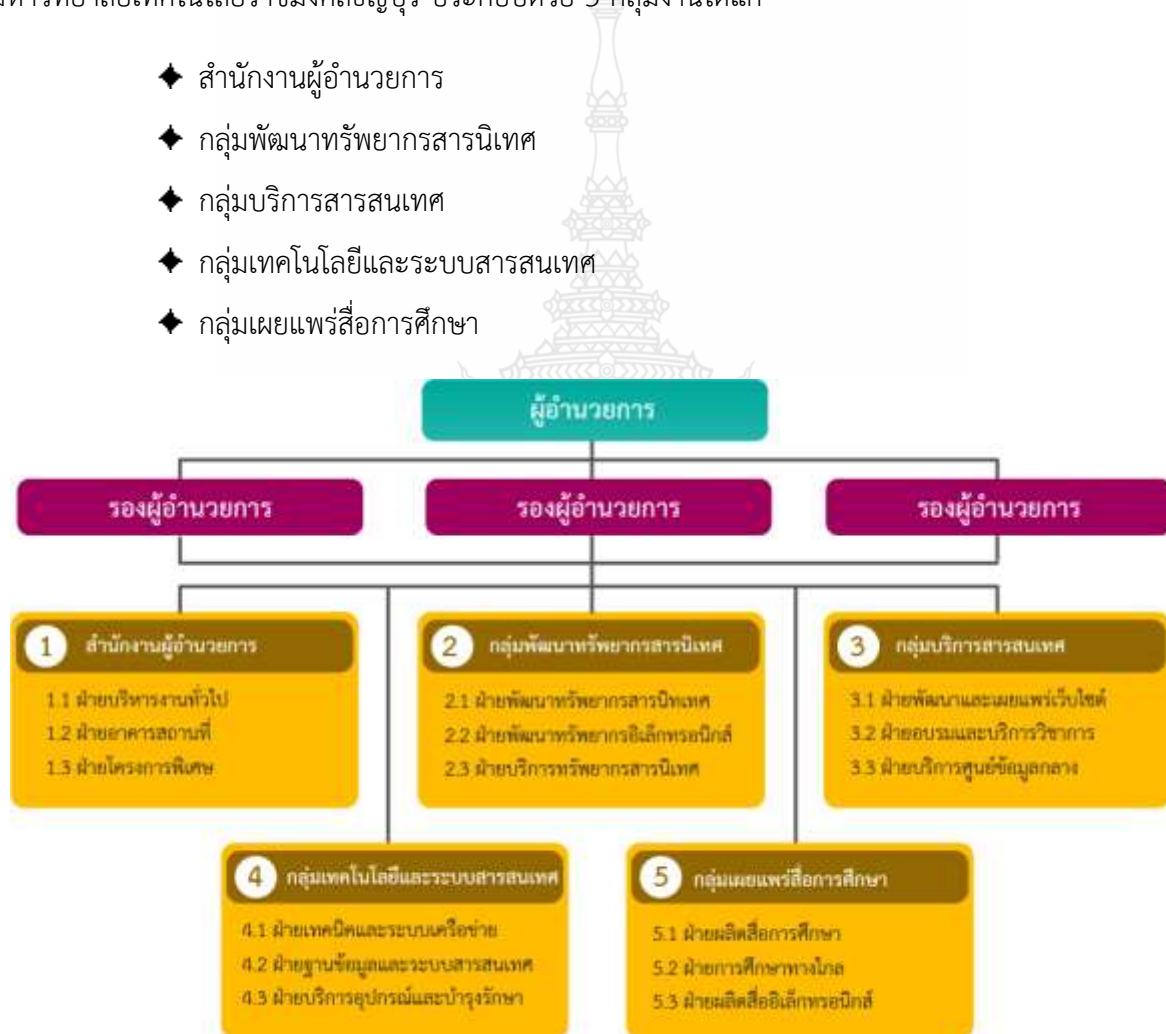 ประกอบด้วย 5 กลุ่มงานได้แก่
สำนักงานผู้อำนวยการ
กลุ่มพัฒนาทรัพยากรสารนิเทศ
กลุ่มบริการสารสนเทศ
กลุ่มเทคโนโลยีและระบบสารสนเทศ
กลุ่มเผยแพร่สื่อการศึกษา
ผู้อำนวยการ
รองผู้อำนวยการ
รองผู้อำนวยการ
รองผู้อำนวยการ
1 สำนักงานผู้อำนวยการ
1.1 ฝ่ายบริหารงานทั่วไป
1.2 ฝ่ายอาคารสถานที่
1.3 ฝ่ายโครงการพิเศษ
2 กลุ่มพัฒนาทรัพยากรสารนิเทศ
2.1 ฝ่ายพัฒนาทรัพยากรสารนิทเทศ
2.2 ฝ่ายพัฒนาทรัพยากรอิเล็กทรอนิกส์
2.3 ฝ่ายบริการทรัพยากรสารนิเทศ
3 กลุ่มบริการสารสนเทศ
3.1 ฝ่ายพัฒนาและเผยแพร่เว็บไซต์
3.2 ฝ่ายอบรมและบริการวิชาการ
3.3 ฝ่ายบริการศูนย์ข้อมูลกลาง
4 กลุ่มเทคโนโลยีและระบบสารสนเทศ
4.1 ฝ่ายเทคนิคและระบบเครือข่าย
4.2 ฝ่ายฐานข้อมูลและระบบสารสนเทศ
4.3 ฝ่ายบริการอุปกรณ์และบำรุงรักษา
5 กลุ่มเผยแพร่สื่อการศึกษา
5.1 ฝ่ายผลิตสื่อการศึกษา
5.2 ฝ่ายการศึกษาทางไกล
5.3 ฝ่ายผลิตสื่ออิเล็กทรอนิกส์